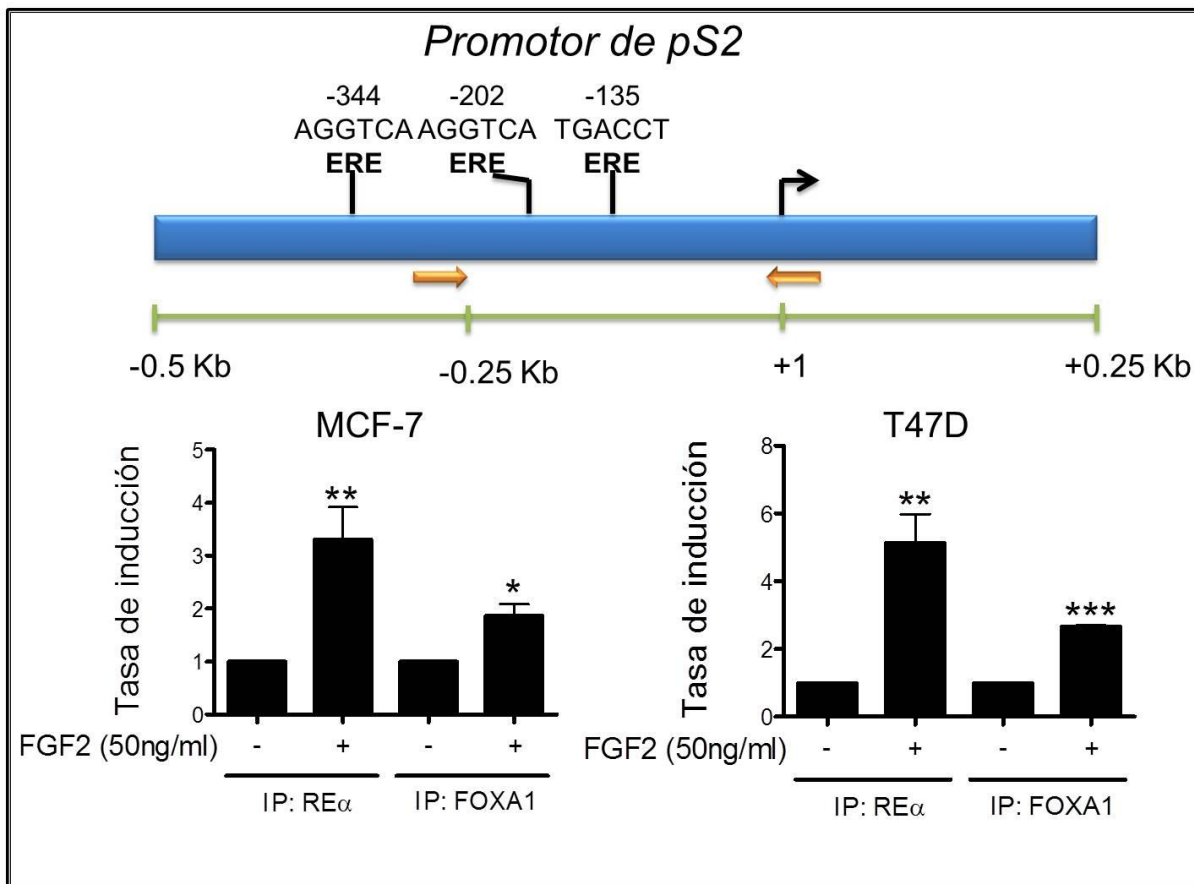 Promotor de pS2
-344 -202 -135
AGGTCA AGGTCA TGACCT
ERE ERE ERE
-0.5 Kb -0.25 Kb +1 +0.25 Kb
MCF-7
Tasa de inducción
5
4
3
2
1
0
** *
FGF2 (50ng/ml) - + - +
IP: REα IP: FOXA1
T47D
Tasa de inducción
8
6
4
2
0
** ***
FGF2 (50ng/ml) - + - +
IP: REα IP: FOXA1